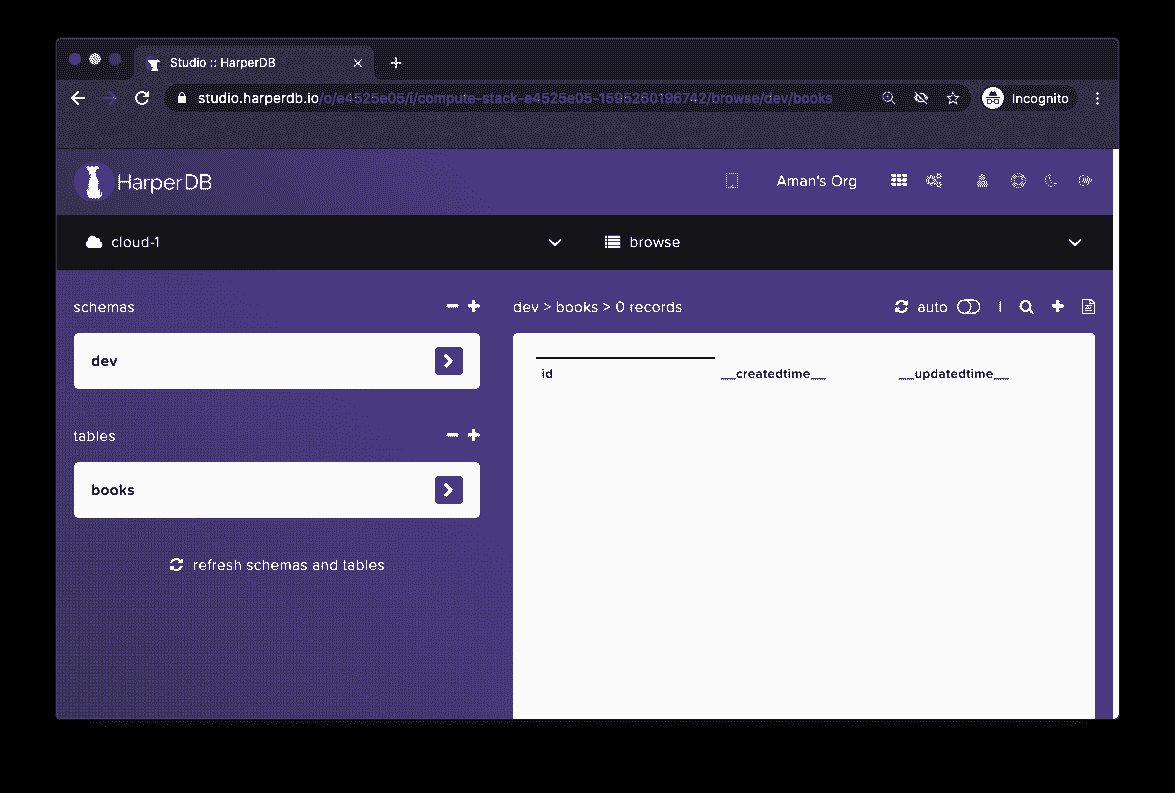 Studio :: HarperDB
studio.harperdb.io/o/e4525e05/i/compute-stack-e4525e05-1595260196742/browse/dev/books
Incognito
HarperDB
Aman's Org
cloud-1
browse
schemas
dev > books > 0 records
auto
dev
id
__createdtime__
__updatedtime__
tables
books
refresh schemas and tables